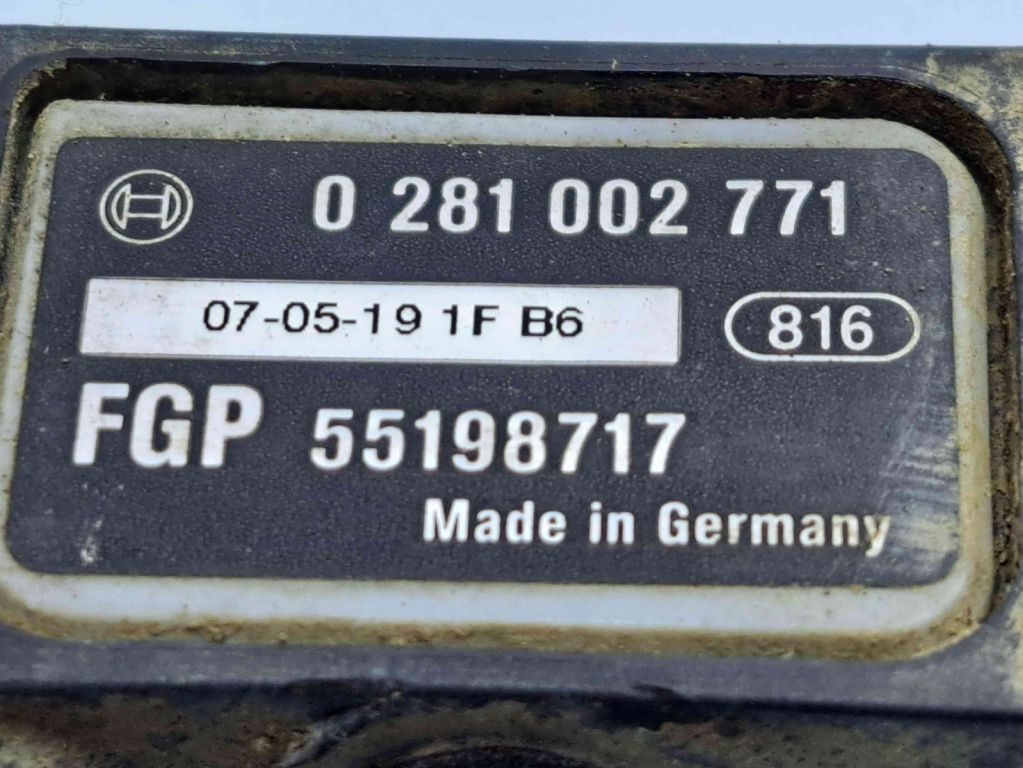 0 281 002 771
07-05-19 1F B6 816
FGP 55198717
Made in Germany